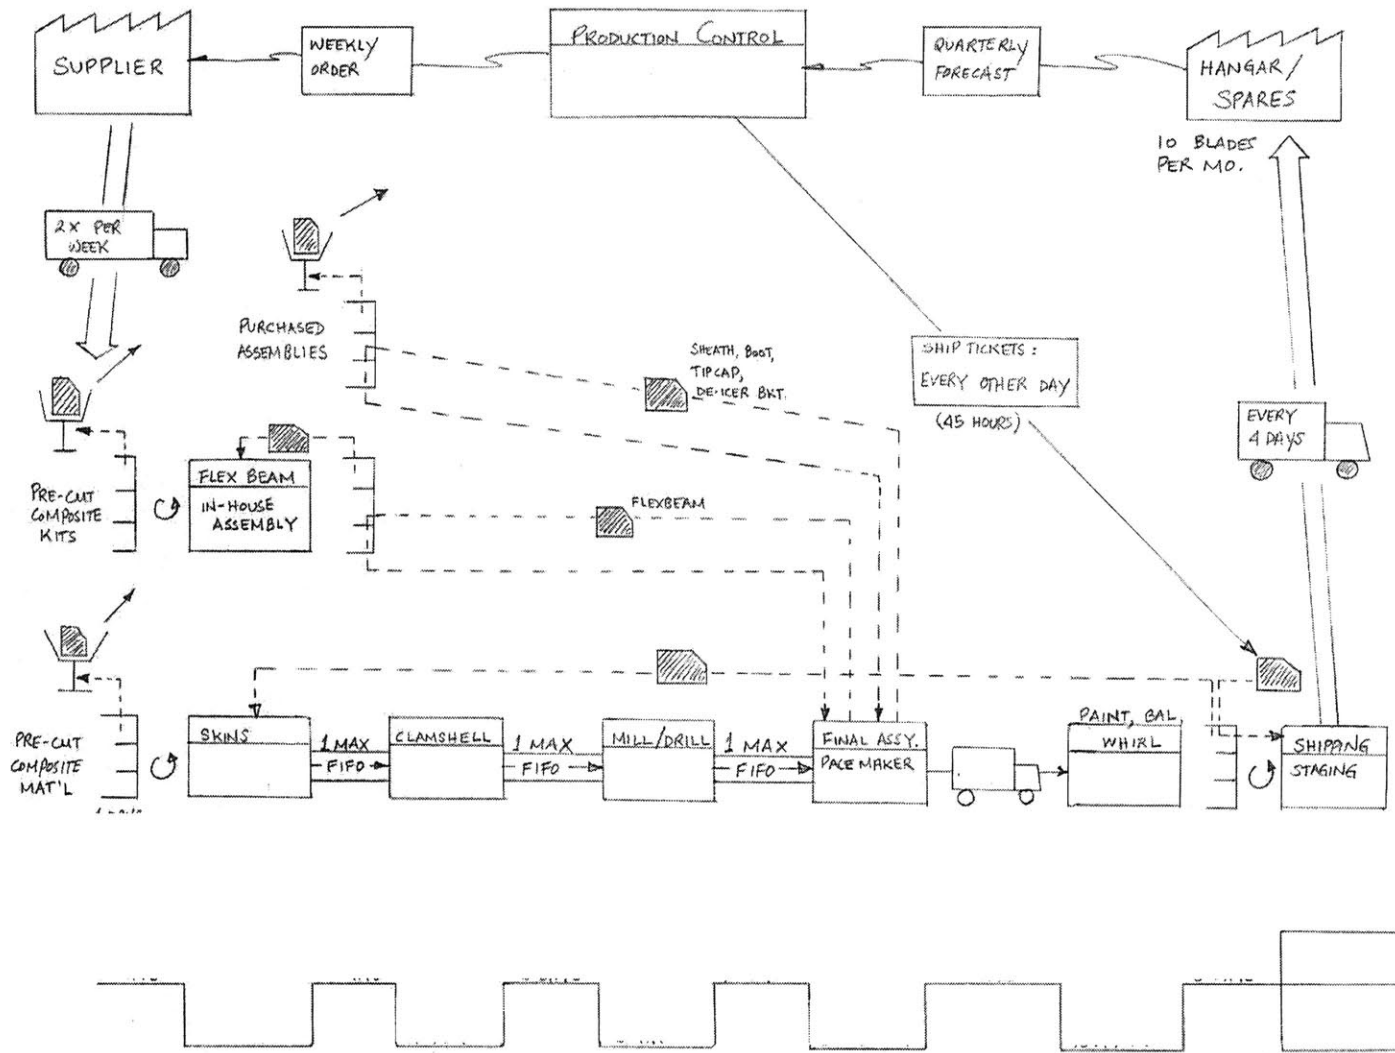 SUPPLIER
WEEKLY
ORDER
PRODUCTION CONTROL
QUARTERLY
FORECAST
HANGAR/
SPARES
10 BLADES
PER MO.
2X PER
WEEK
PURCHASED
ASSEMBLIES
SHEATH, BOOT,
TIPCAP,
DE-ICER BKT.
SHIP TICKETS:
EVERY OTHER DAY
(45 HOURS)
EVERY
4 DAYS
PRE-CUT
COMPOSITE
KITS
FLEX BEAM
IN-HOUSE
ASSEMBLY
FLEXBEAM
PRE-CUT
COMPOSITE
MAT'L
SKINS
1 MAX
FIFO
CLAMSHELL
1 MAX
FIFO
MILL/DRILL
1 MAX
FIFO
FINAL ASSY.
PACEMAKER
PAINT, BAL,
WHIRL
SHIPPING
STAGING